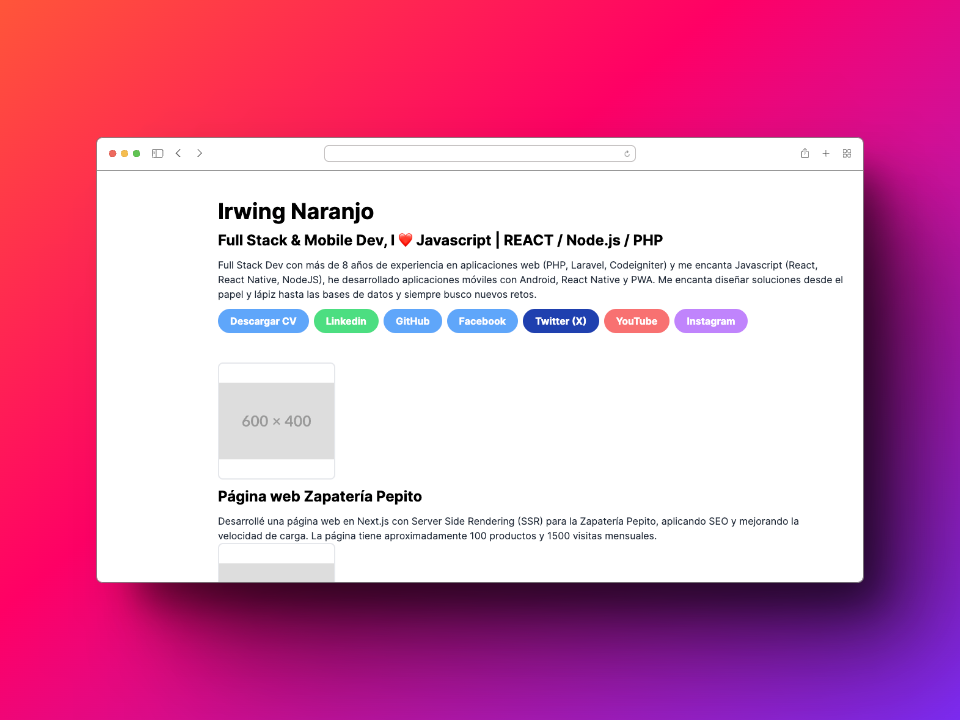 Irwing Naranjo
Full Stack & Mobile Dev, I ❤️ Javascript | REACT / Node.js / PHP
Full Stack Dev con más de 8 años de experiencia en aplicaciones web (PHP, Laravel, Codeigniter) y me encanta Javascript (React,
React Native, NodeJS), he desarrollado aplicaciones móviles con Android, React Native y PWA. Me encanta diseñar soluciones desde el
papel y lápiz hasta las bases de datos y siempre busco nuevos retos.
Descargar CV Linkedin GitHub Facebook Twitter (X) YouTube Instagram
600 × 400
Página web Zapatería Pepito
Desarrollé una página web en Next.js con Server Side Rendering (SSR) para la Zapatería Pepito, aplicando SEO y mejorando la
velocidad de carga. La página tiene aproximadamente 100 productos y 1500 visitas mensuales.